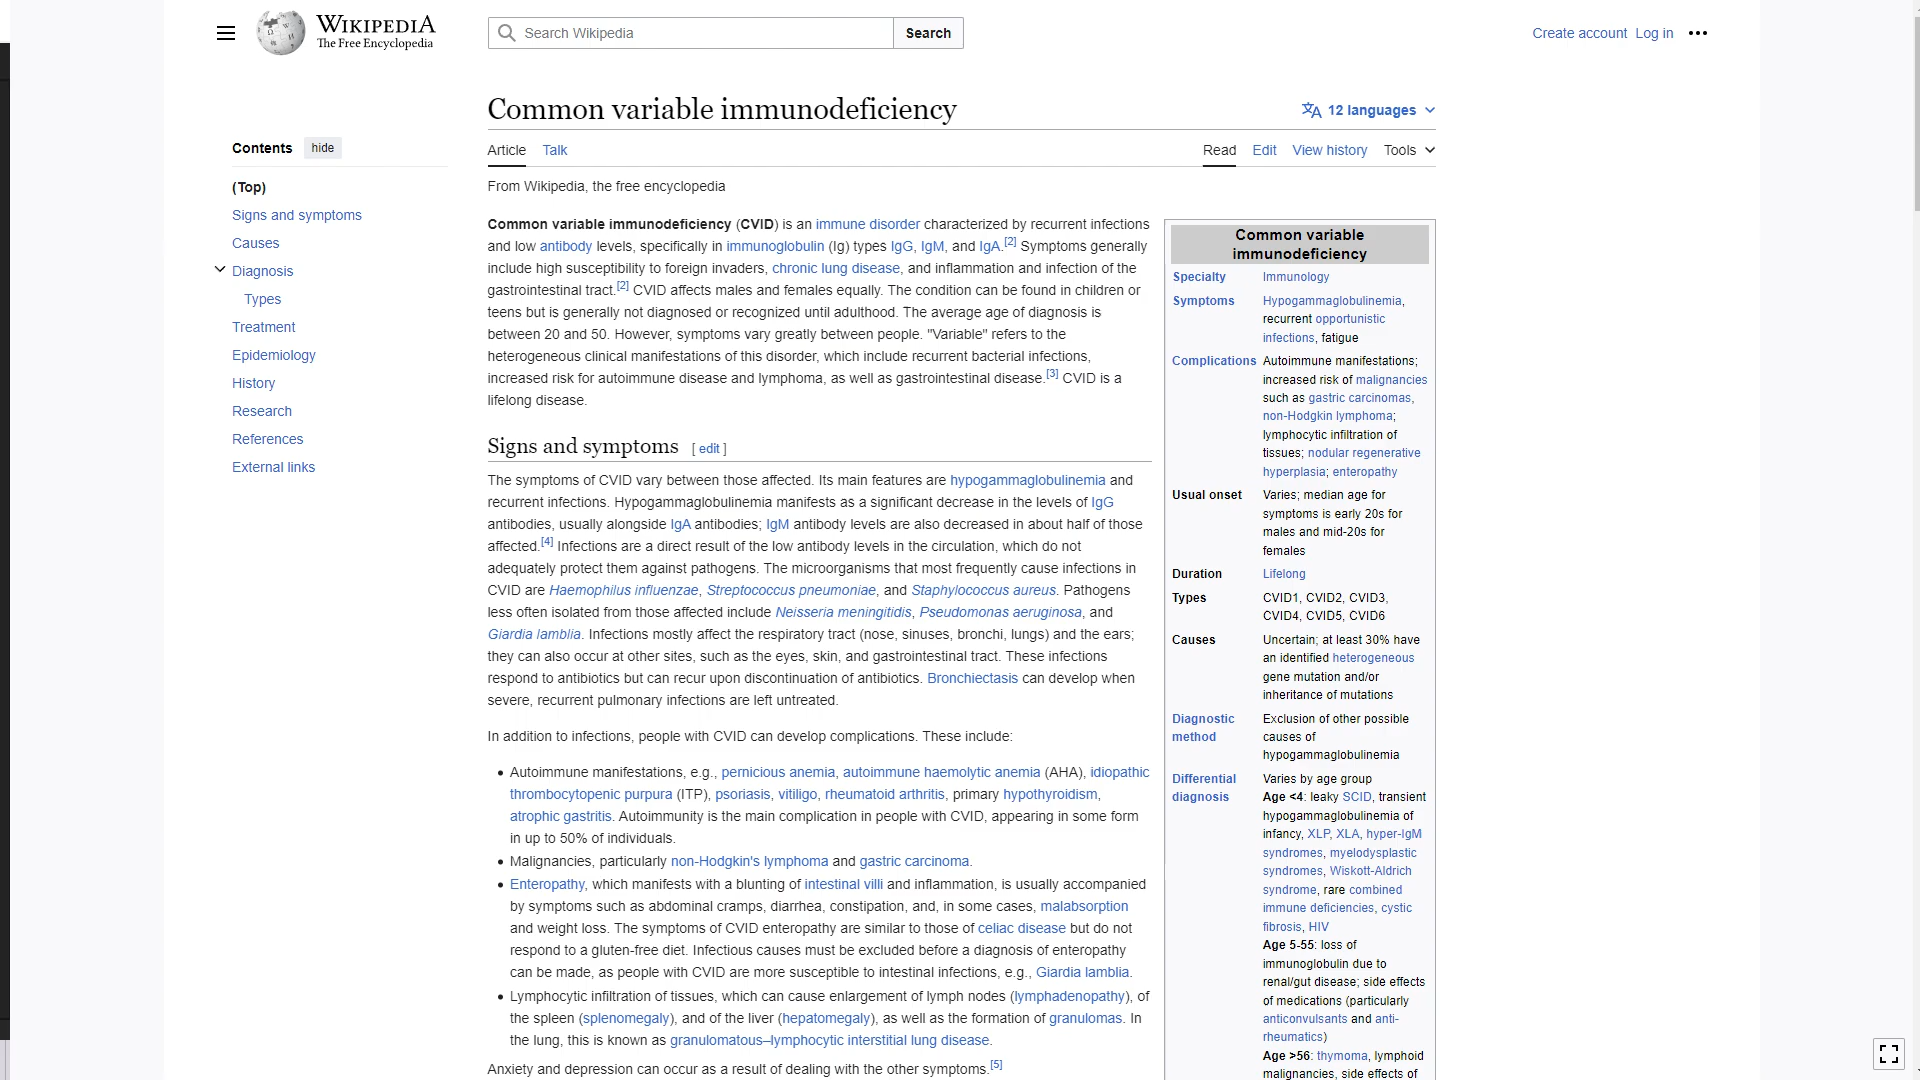 WIKIPEDIA
The Free Encyclopedia
Search Wikipedia
Search
Create account Log in
Contents hide
(Top)
Signs and symptoms
Causes
Diagnosis
Types
Treatment
Epidemiology
History
Research
References
External links
Common variable immunodeficiency
12 languages
Article Talk
Read Edit View history Tools
From Wikipedia, the free encyclopedia
Common variable immunodeficiency (CVID) is an immune disorder characterized by recurrent infections
and low antibody levels, specifically in immunoglobulin (Ig) types IgG, IgM, and IgA.[2] Symptoms generally
include high susceptibility to foreign invaders, chronic lung disease, and inflammation and infection of the
gastrointestinal tract.[2] CVID affects males and females equally. The condition can be found in children or
teens but is generally not diagnosed or recognized until adulthood. The average age of diagnosis is
between 20 and 50. However, symptoms vary greatly between people. "Variable" refers to the
heterogeneous clinical manifestations of this disorder, which include recurrent bacterial infections,
increased risk for autoimmune disease and lymphoma, as well as gastrointestinal disease.[3] CVID is a
lifelong disease.
Signs and symptoms [ edit ]
The symptoms of CVID vary between those affected. Its main features are hypogammaglobulinemia and
recurrent infections. Hypogammaglobulinemia manifests as a significant decrease in the levels of IgG
antibodies, usually alongside IgA antibodies; IgM antibody levels are also decreased in about half of those
affected.[4] Infections are a direct result of the low antibody levels in the circulation, which do not
adequately protect them against pathogens. The microorganisms that most frequently cause infections in
CVID are Haemophilus influenzae, Streptococcus pneumoniae, and Staphylococcus aureus. Pathogens
less often isolated from those affected include Neisseria meningitidis, Pseudomonas aeruginosa, and
Giardia lamblia. Infections mostly affect the respiratory tract (nose, sinuses, bronchi, lungs) and the ears;
they can also occur at other sites, such as the eyes, skin, and gastrointestinal tract. These infections
respond to antibiotics but can recur upon discontinuation of antibiotics. Bronchiectasis can develop when
severe, recurrent pulmonary infections are left untreated.
In addition to infections, people with CVID can develop complications. These include:
• Autoimmune manifestations, e.g., pernicious anemia, autoimmune haemolytic anemia (AHA), idiopathic
thrombocytopenic purpura (ITP), psoriasis, vitiligo, rheumatoid arthritis, primary hypothyroidism,
atrophic gastritis. Autoimmunity is the main complication in people with CVID, appearing in some form
in up to 50% of individuals.
• Malignancies, particularly non-Hodgkin's lymphoma and gastric carcinoma.
• Enteropathy, which manifests with a blunting of intestinal villi and inflammation, is usually accompanied
by symptoms such as abdominal cramps, diarrhea, constipation, and, in some cases, malabsorption
and weight loss. The symptoms of CVID enteropathy are similar to those of celiac disease but do not
respond to a gluten-free diet. Infectious causes must be excluded before a diagnosis of enteropathy
can be made, as people with CVID are more susceptible to intestinal infections, e.g., Giardia lamblia.
• Lymphocytic infiltration of tissues, which can cause enlargement of lymph nodes (lymphadenopathy), of
the spleen (splenomegaly), and of the liver (hepatomegaly), as well as the formation of granulomas. In
the lung, this is known as granulomatous–lymphocytic interstitial lung disease.
Anxiety and depression can occur as a result of dealing with the other symptoms.[5]
Common variable
immunodeficiency
Specialty Immunology
Symptoms Hypogammaglobulinemia,
recurrent opportunistic
infections, fatigue
Complications Autoimmune manifestations;
increased risk of malignancies
such as gastric carcinomas,
non-Hodgkin lymphoma;
lymphocytic infiltration of
tissues; nodular regenerative
hyperplasia; enteropathy
Usual onset Varies; median age for
symptoms is early 20s for
males and mid-20s for
females
Duration Lifelong
Types CVID1, CVID2, CVID3,
CVID4, CVID5, CVID6
Causes Uncertain; at least 30% have
an identified heterogeneous
gene mutation and/or
inheritance of mutations
Diagnostic Exclusion of other possible
method causes of
hypogammaglobulinemia
Differential Varies by age group
diagnosis Age <4: leaky SCID, transient
hypogammaglobulinemia of
infancy, XLP, XLA, hyper-IgM
syndromes, myelodysplastic
syndromes, Wiskott-Aldrich
syndrome, rare combined
immune deficiencies, cystic
fibrosis, HIV
Age 5-55: loss of
immunoglobulin due to
renal/gut disease; side effects
of medications (particularly
anticonvulsants and anti-
rheumatics)
Age >56: thymoma, lymphoid
malignancies, side effects of